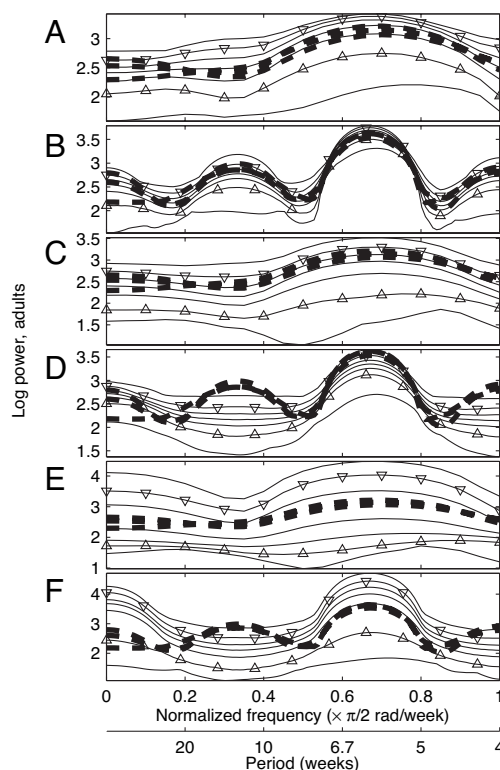 A
3
2.5
2
B
3.5
3
2.5
2
C
3.5
3
2.5
2
1.5
Log power, adults
D
3.5
3
2.5
2
1.5
E
4
3
2
1
F
4
3
2
0 0.2 0.4 0.6 0.8 1
Normalized frequency (× π/2 rad/week)
20 10 6.7 5 4
Period (weeks)